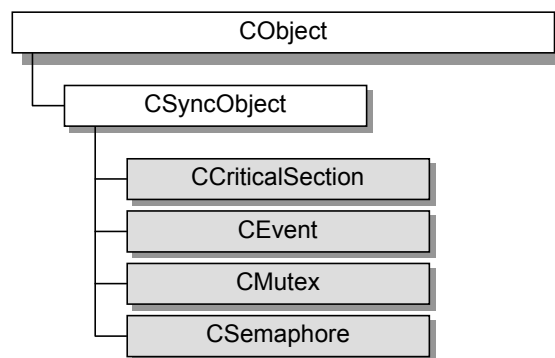 CObject
CSyncObject
CCriticalSection
CEvent
CMutex
CSemaphore